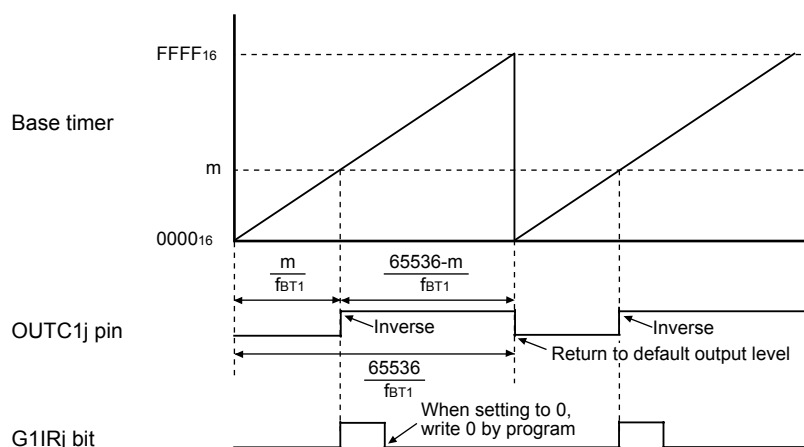 FFFF16
Base timer
m
000016
m
fBT1
65536-m
fBT1
OUTC1j pin
Inverse
Inverse
Return to default output level
65536
fBT1
When setting to 0,
write 0 by program
G1IRj bit